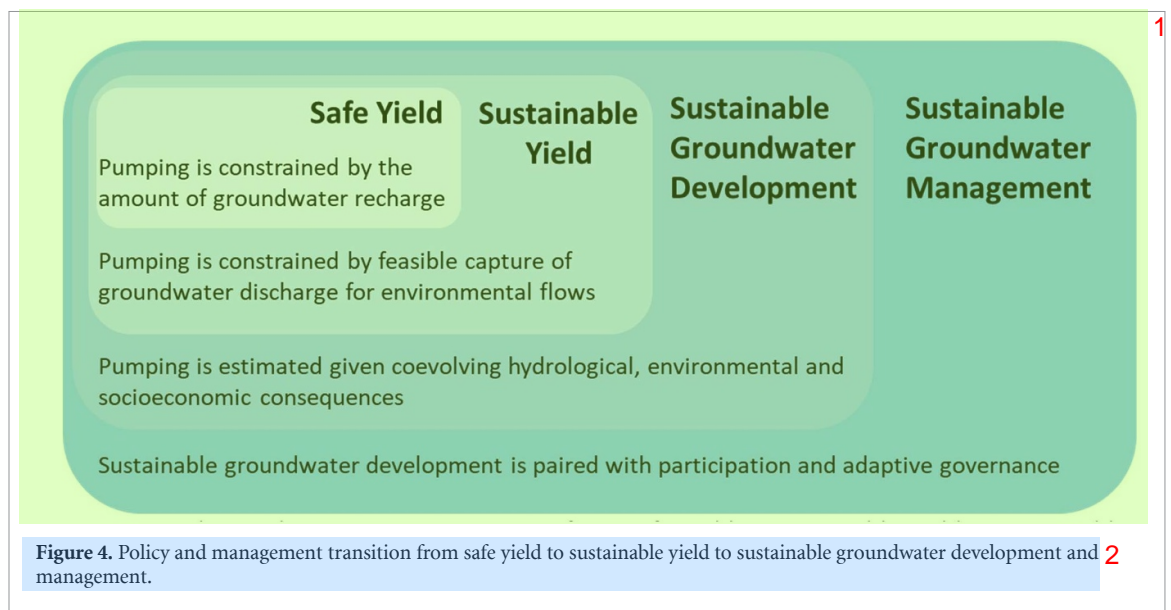 1
Safe Yield
Pumping is constrained by the
amount of groundwater recharge
Sustainable
Yield
Pumping is constrained by feasible capture of
groundwater discharge for environmental flows
Sustainable
Groundwater
Development
Pumping is estimated given coevolving hydrological, environmental and
socioeconomic consequences
Sustainable
Groundwater
Management
Sustainable groundwater development is paired with participation and adaptive governance
Figure 4. Policy and management transition from safe yield to sustainable yield to sustainable groundwater development and
management.
2